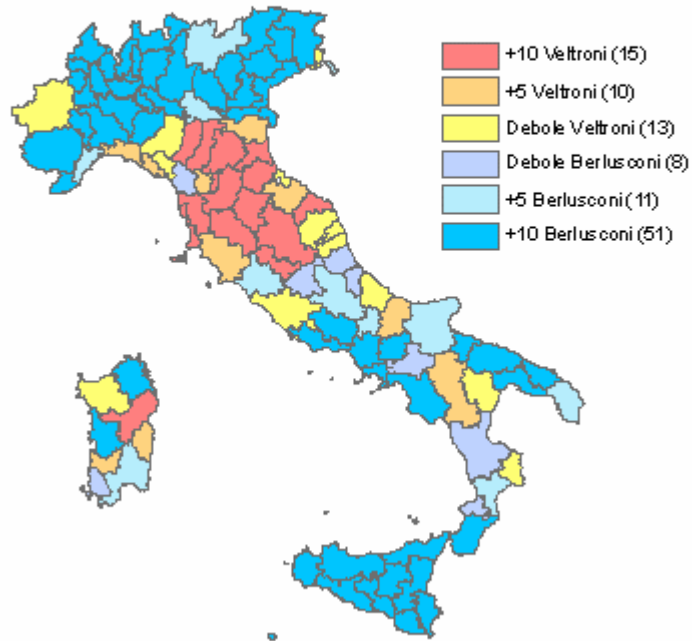 +10 Veltroni (15)
+5 Veltroni (10)
Debole Veltroni (13)
Debole Berlusconi (8)
+5 Berlusconi (11)
+10 Berlusconi (51)